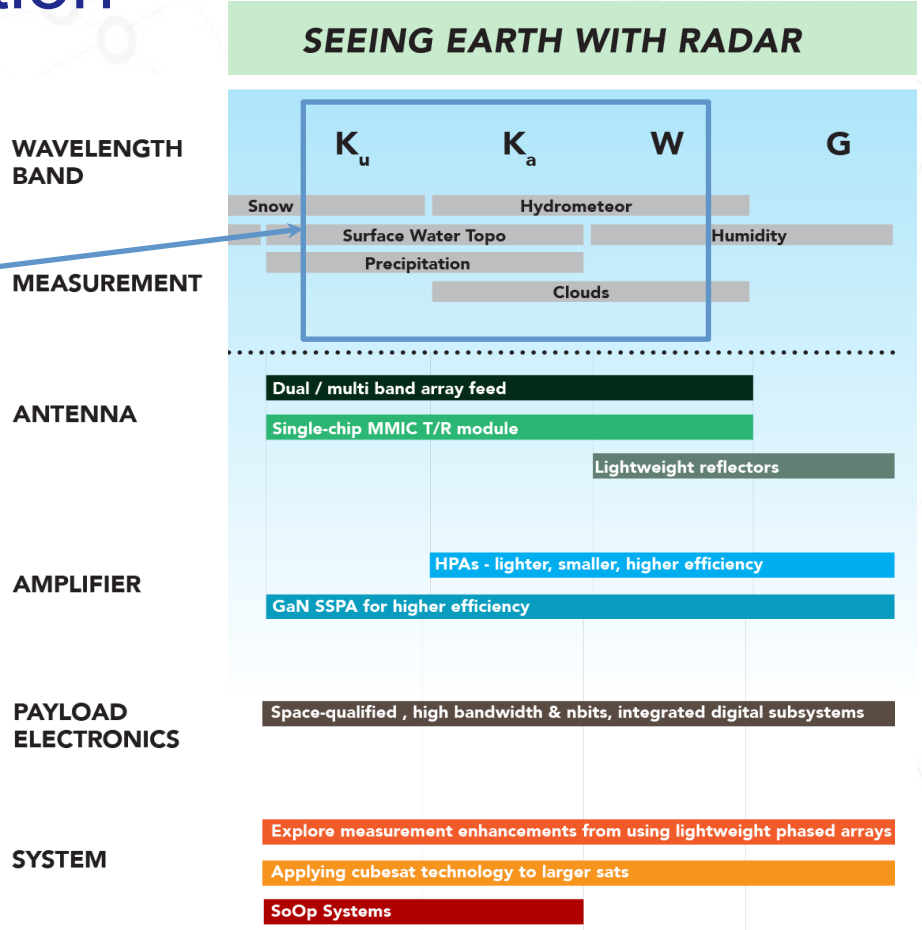 SEEING EARTH WITH RADAR
WAVELENGTH
BAND
Ku Ka W G
Snow Hydrometeor
Surface Water Topo Humidity
Precipitation
MEASUREMENT
Clouds
ANTENNA
Dual / multi band array feed
Single-chip MMIC T/R module
Lightweight reflectors
AMPLIFIER
HPAs - lighter, smaller, higher efficiency
GaN SSPA for higher efficiency
PAYLOAD
ELECTRONICS
Space-qualified , high bandwidth & nbits, integrated digital subsystems
SYSTEM
Explore measurement enhancements from using lightweight phased arrays
Applying cubesat technology to larger sats
SoOp Systems